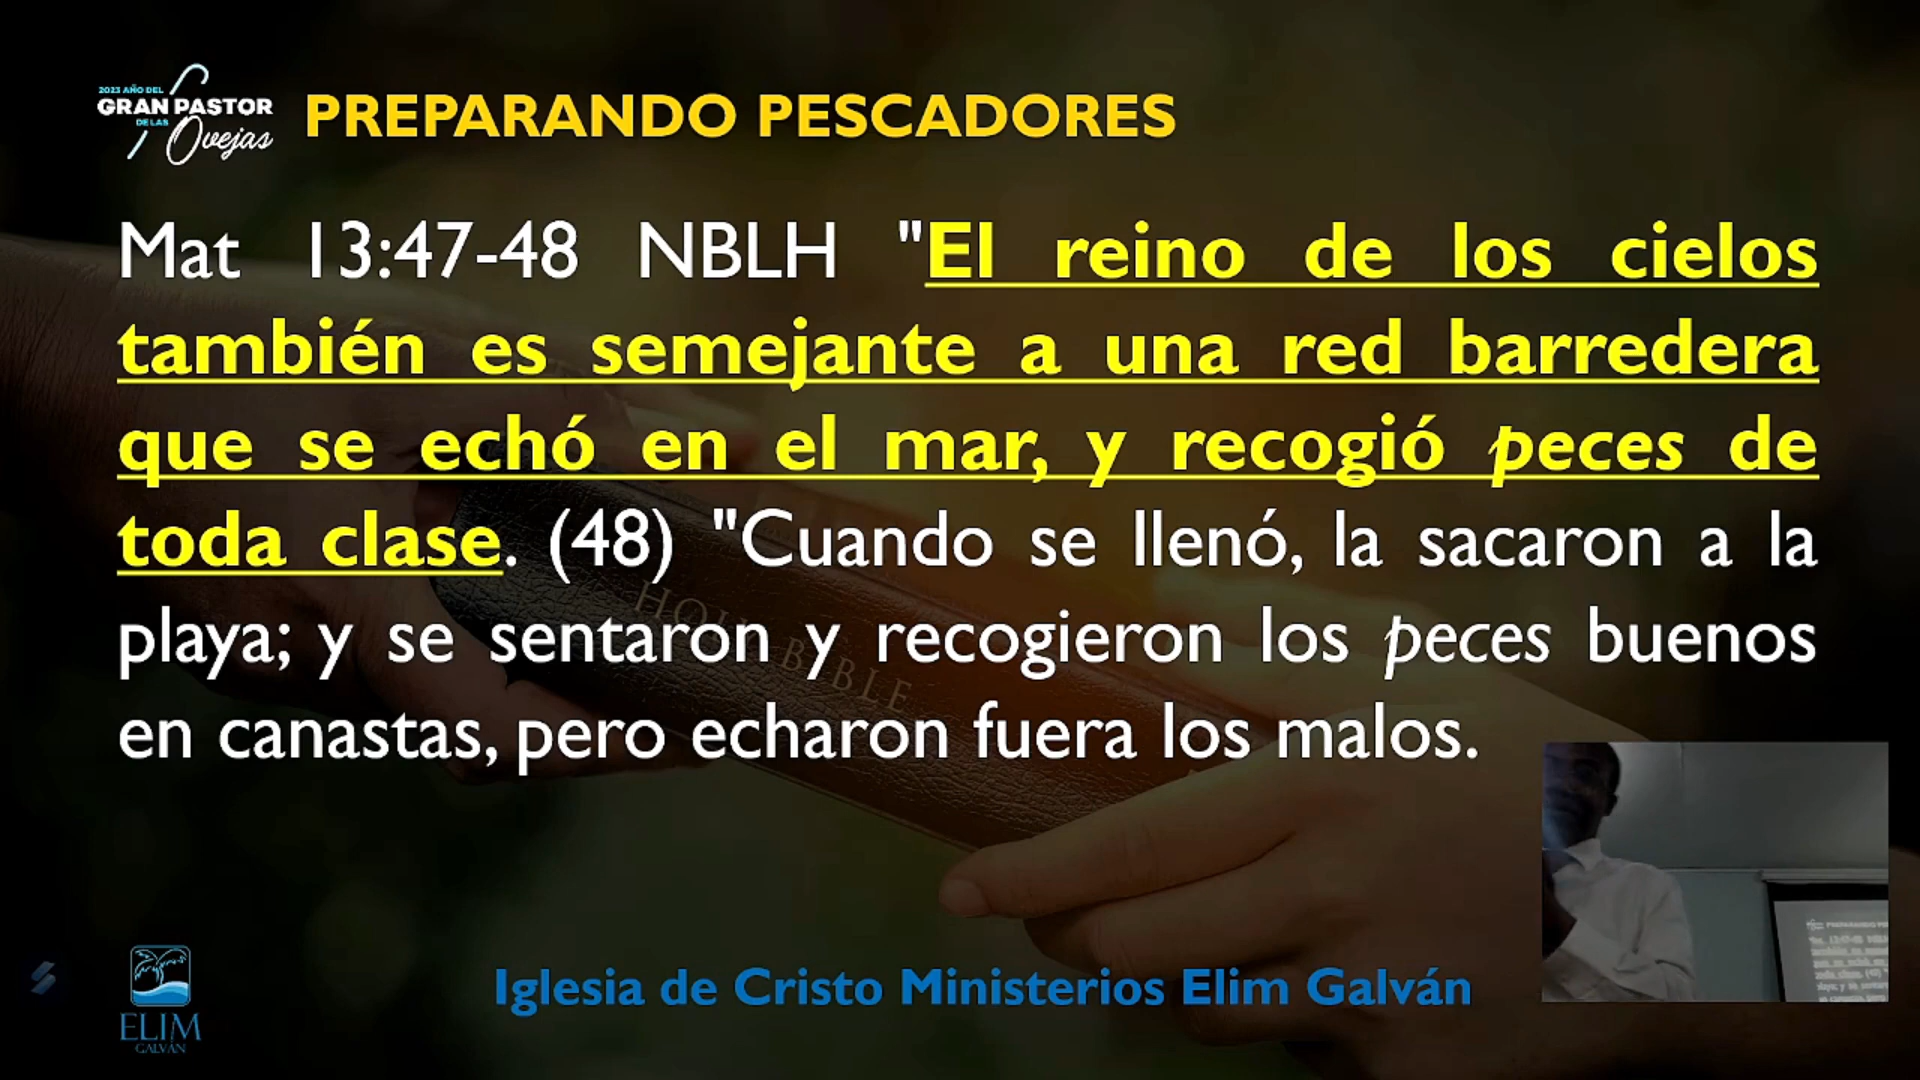 2023 AÑO DEL
GRAN PASTOR
DE LAS
Ovejas
PREPARANDO PESCADORES
Mat 13:47-48 NBLH "El reino de los cielos
también es semejante a una red barredera
que se echó en el mar, y recogió peces de
toda clase. (48) "Cuando se llenó, la sacaron a la
playa; y se sentaron y recogieron los peces buenos
en canastas, pero echaron fuera los malos.
HOLY BIBLE
Iglesia de Cristo Ministerios Elim Galván
ELIM
GALVÁN